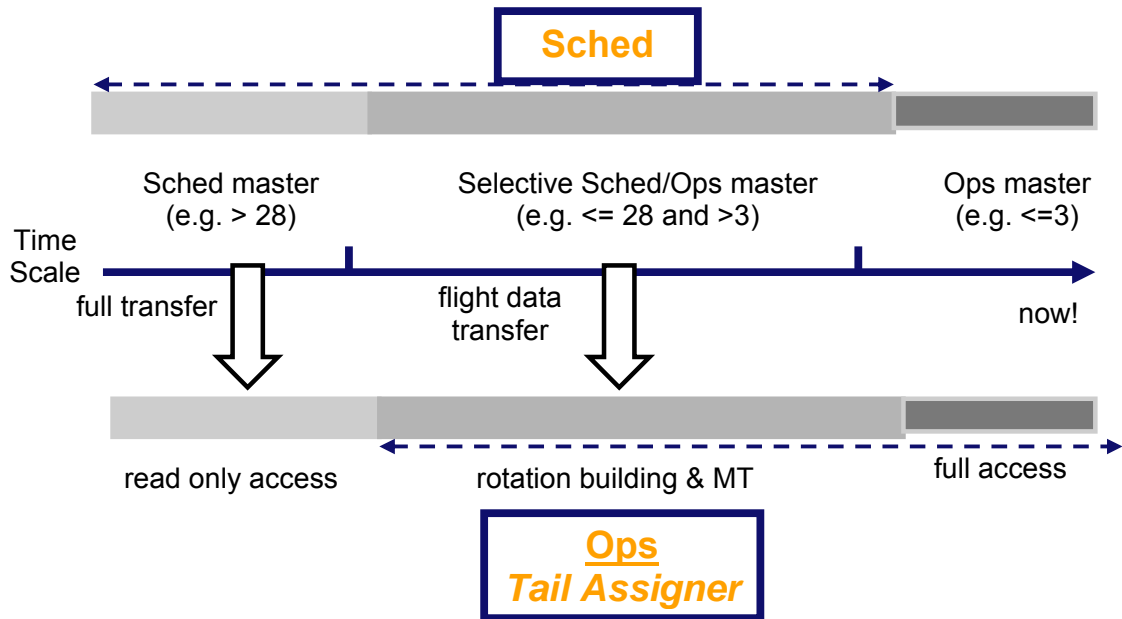 Sched
Sched master
(e.g. > 28)
Selective Sched/Ops master
(e.g. <= 28 and >3)
Ops master
(e.g. <=3)
Time
Scale
full transfer
flight data
transfer
now!
read only access
rotation building & MT
full access
Ops
Tail Assigner